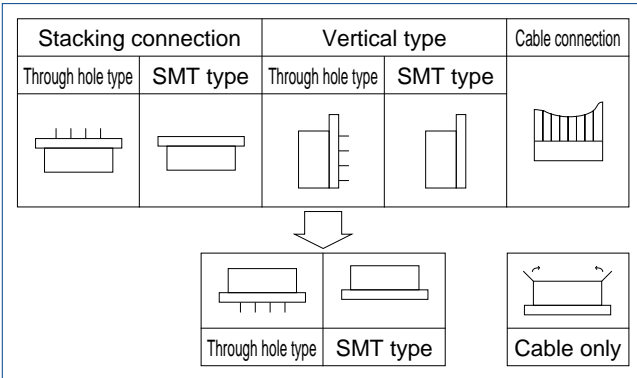 Stacking connection Vertical type Cable connection
Through hole type SMT type Through hole type SMT type
Through hole type SMT type Cable only